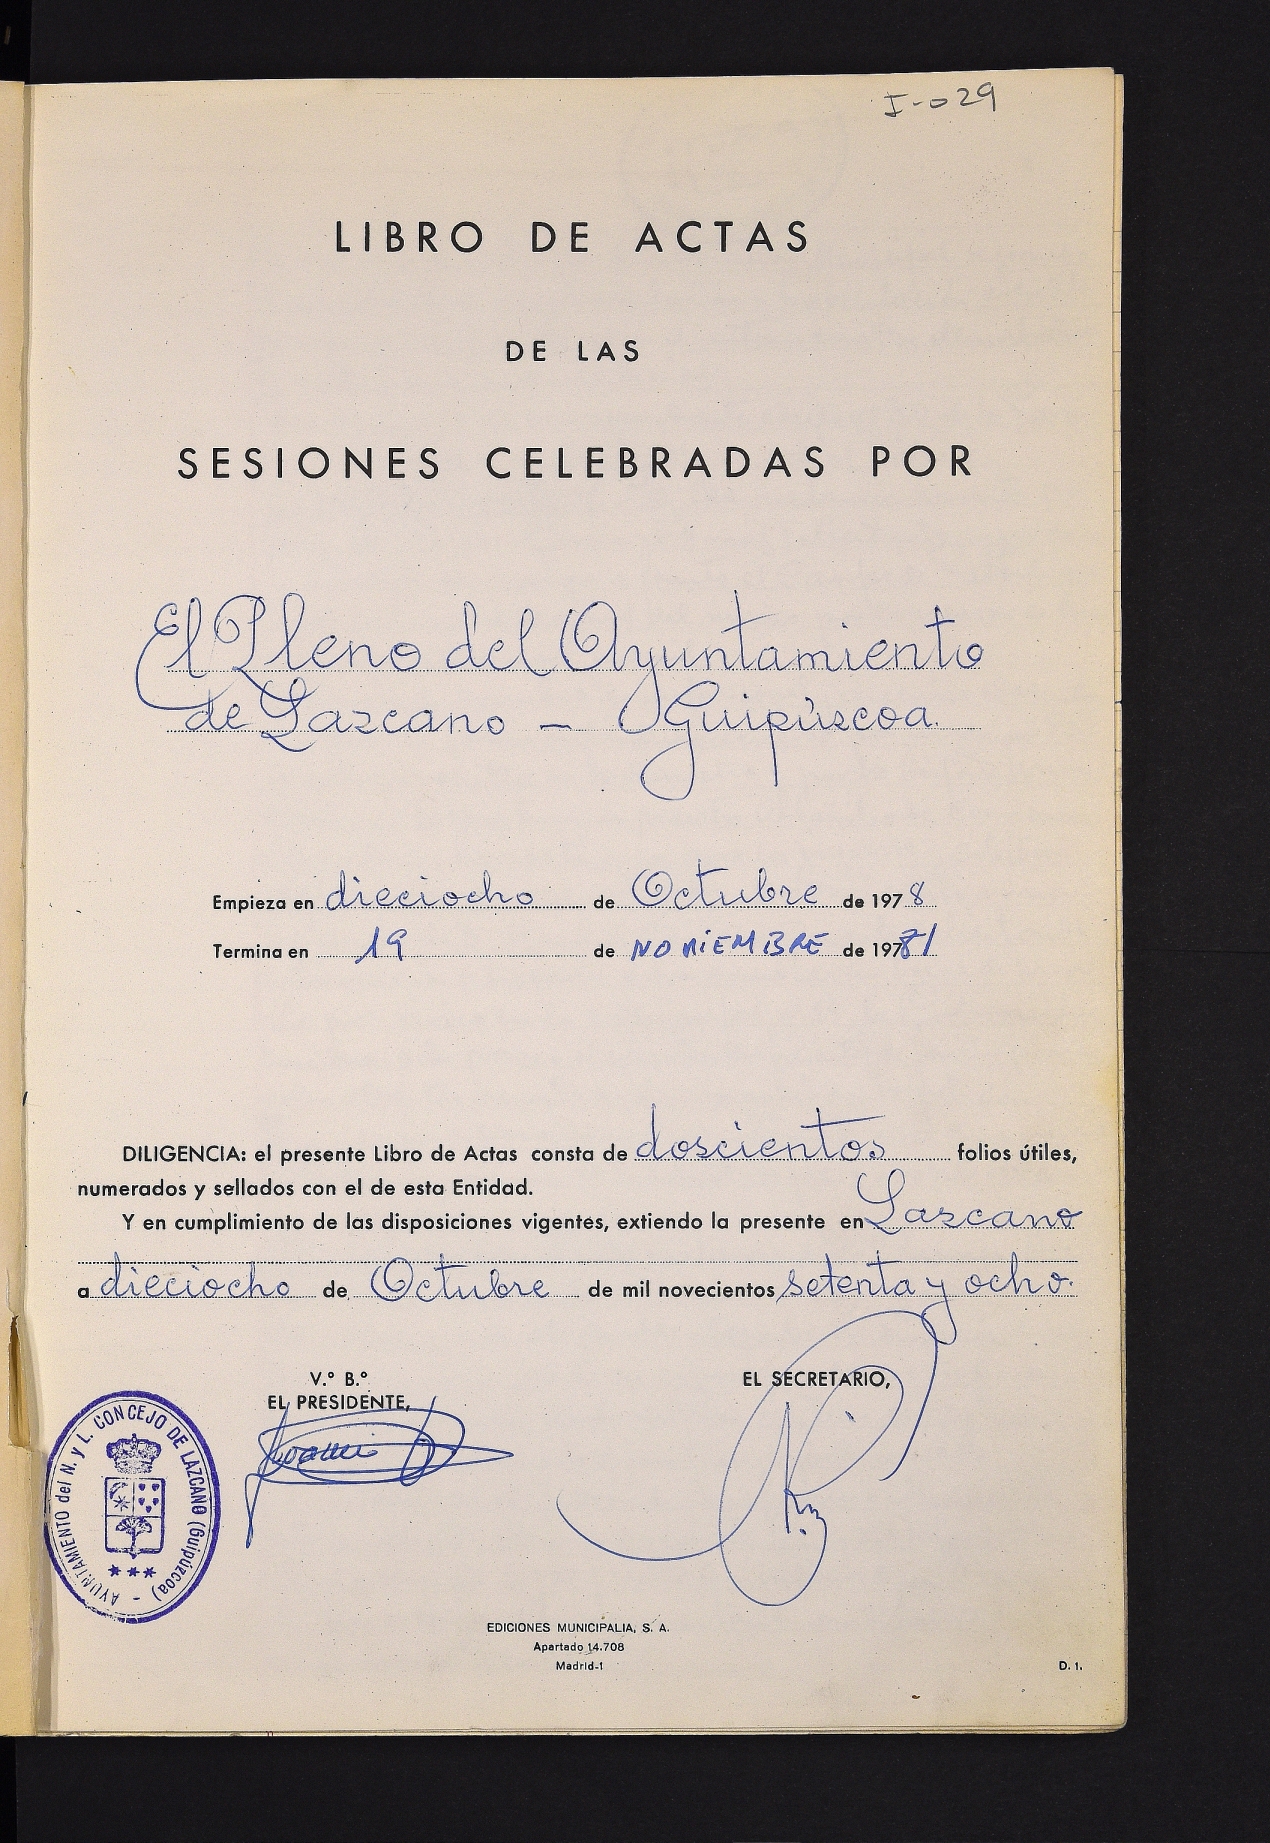 I-029
LIBRO DE ACTAS
DE LAS
SESIONES CELEBRADAS POR
El Pleno del Ayuntamiento
de Lazcano - Guipúzcoa.
Empieza en dieciocho de Octubre de 1978
Termina en 19 de NOVIEMBRE de 19781
DILIGENCIA: el presente Libro de Actas consta de doscientos folios útiles,
numerados y sellados con el de esta Entidad.
Y en cumplimiento de las disposiciones vigentes, extiendo la presente en Lazcano
a dieciocho de Octubre de mil novecientos setenta y ocho.
V.º B.º
EL PRESIDENTE,
EL SECRETARIO,
AYUNTAMIENTO del N. y L. CONCEJO DE LAZCANO (Guipúzcoa) -
EDICIONES MUNICIPALIA, S. A.
Apartado 14.708
Madrid-1
D. 1.